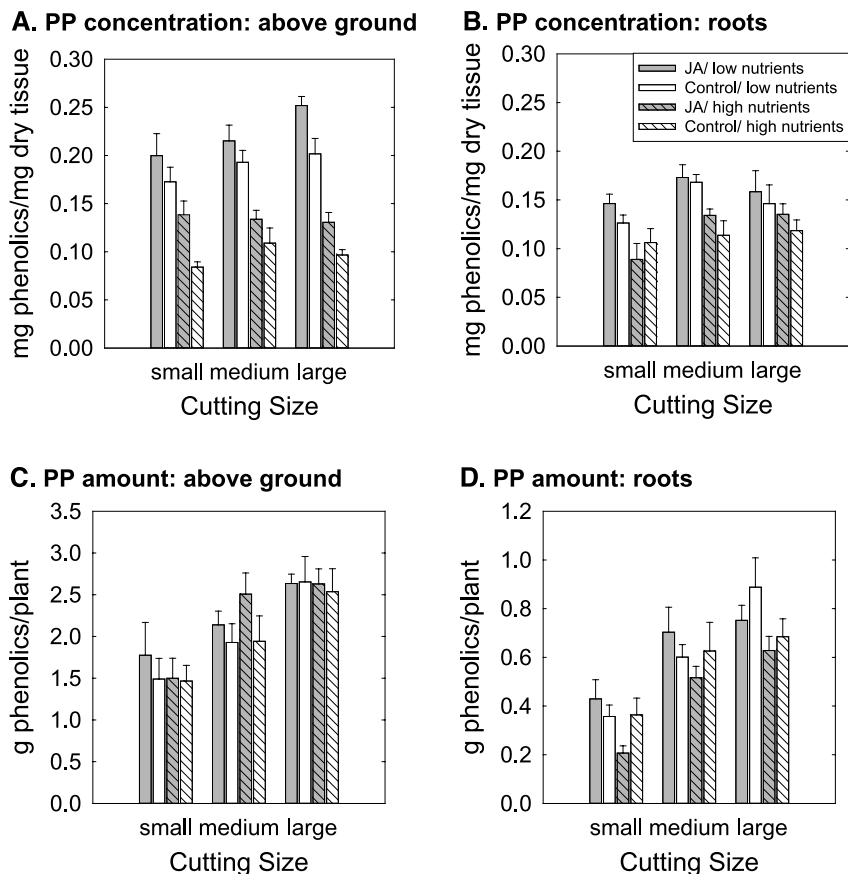 A. PP concentration: above ground
mg phenolics/mg dry tissue
0.30
0.25
0.20
0.15
0.10
0.05
0.00
small medium large
Cutting Size
B. PP concentration: roots
mg phenolics/mg dry tissue
0.30
0.25
0.20
0.15
0.10
0.05
0.00
JA/ low nutrients
Control/ low nutrients
JA/ high nutrients
Control/ high nutrients
small medium large
Cutting Size
C. PP amount: above ground
g phenolics/plant
3.5
3.0
2.5
2.0
1.5
1.0
0.5
0.0
small medium large
Cutting Size
D. PP amount: roots
g phenolics/plant
1.2
1.0
0.8
0.6
0.4
0.2
0.0
small medium large
Cutting Size